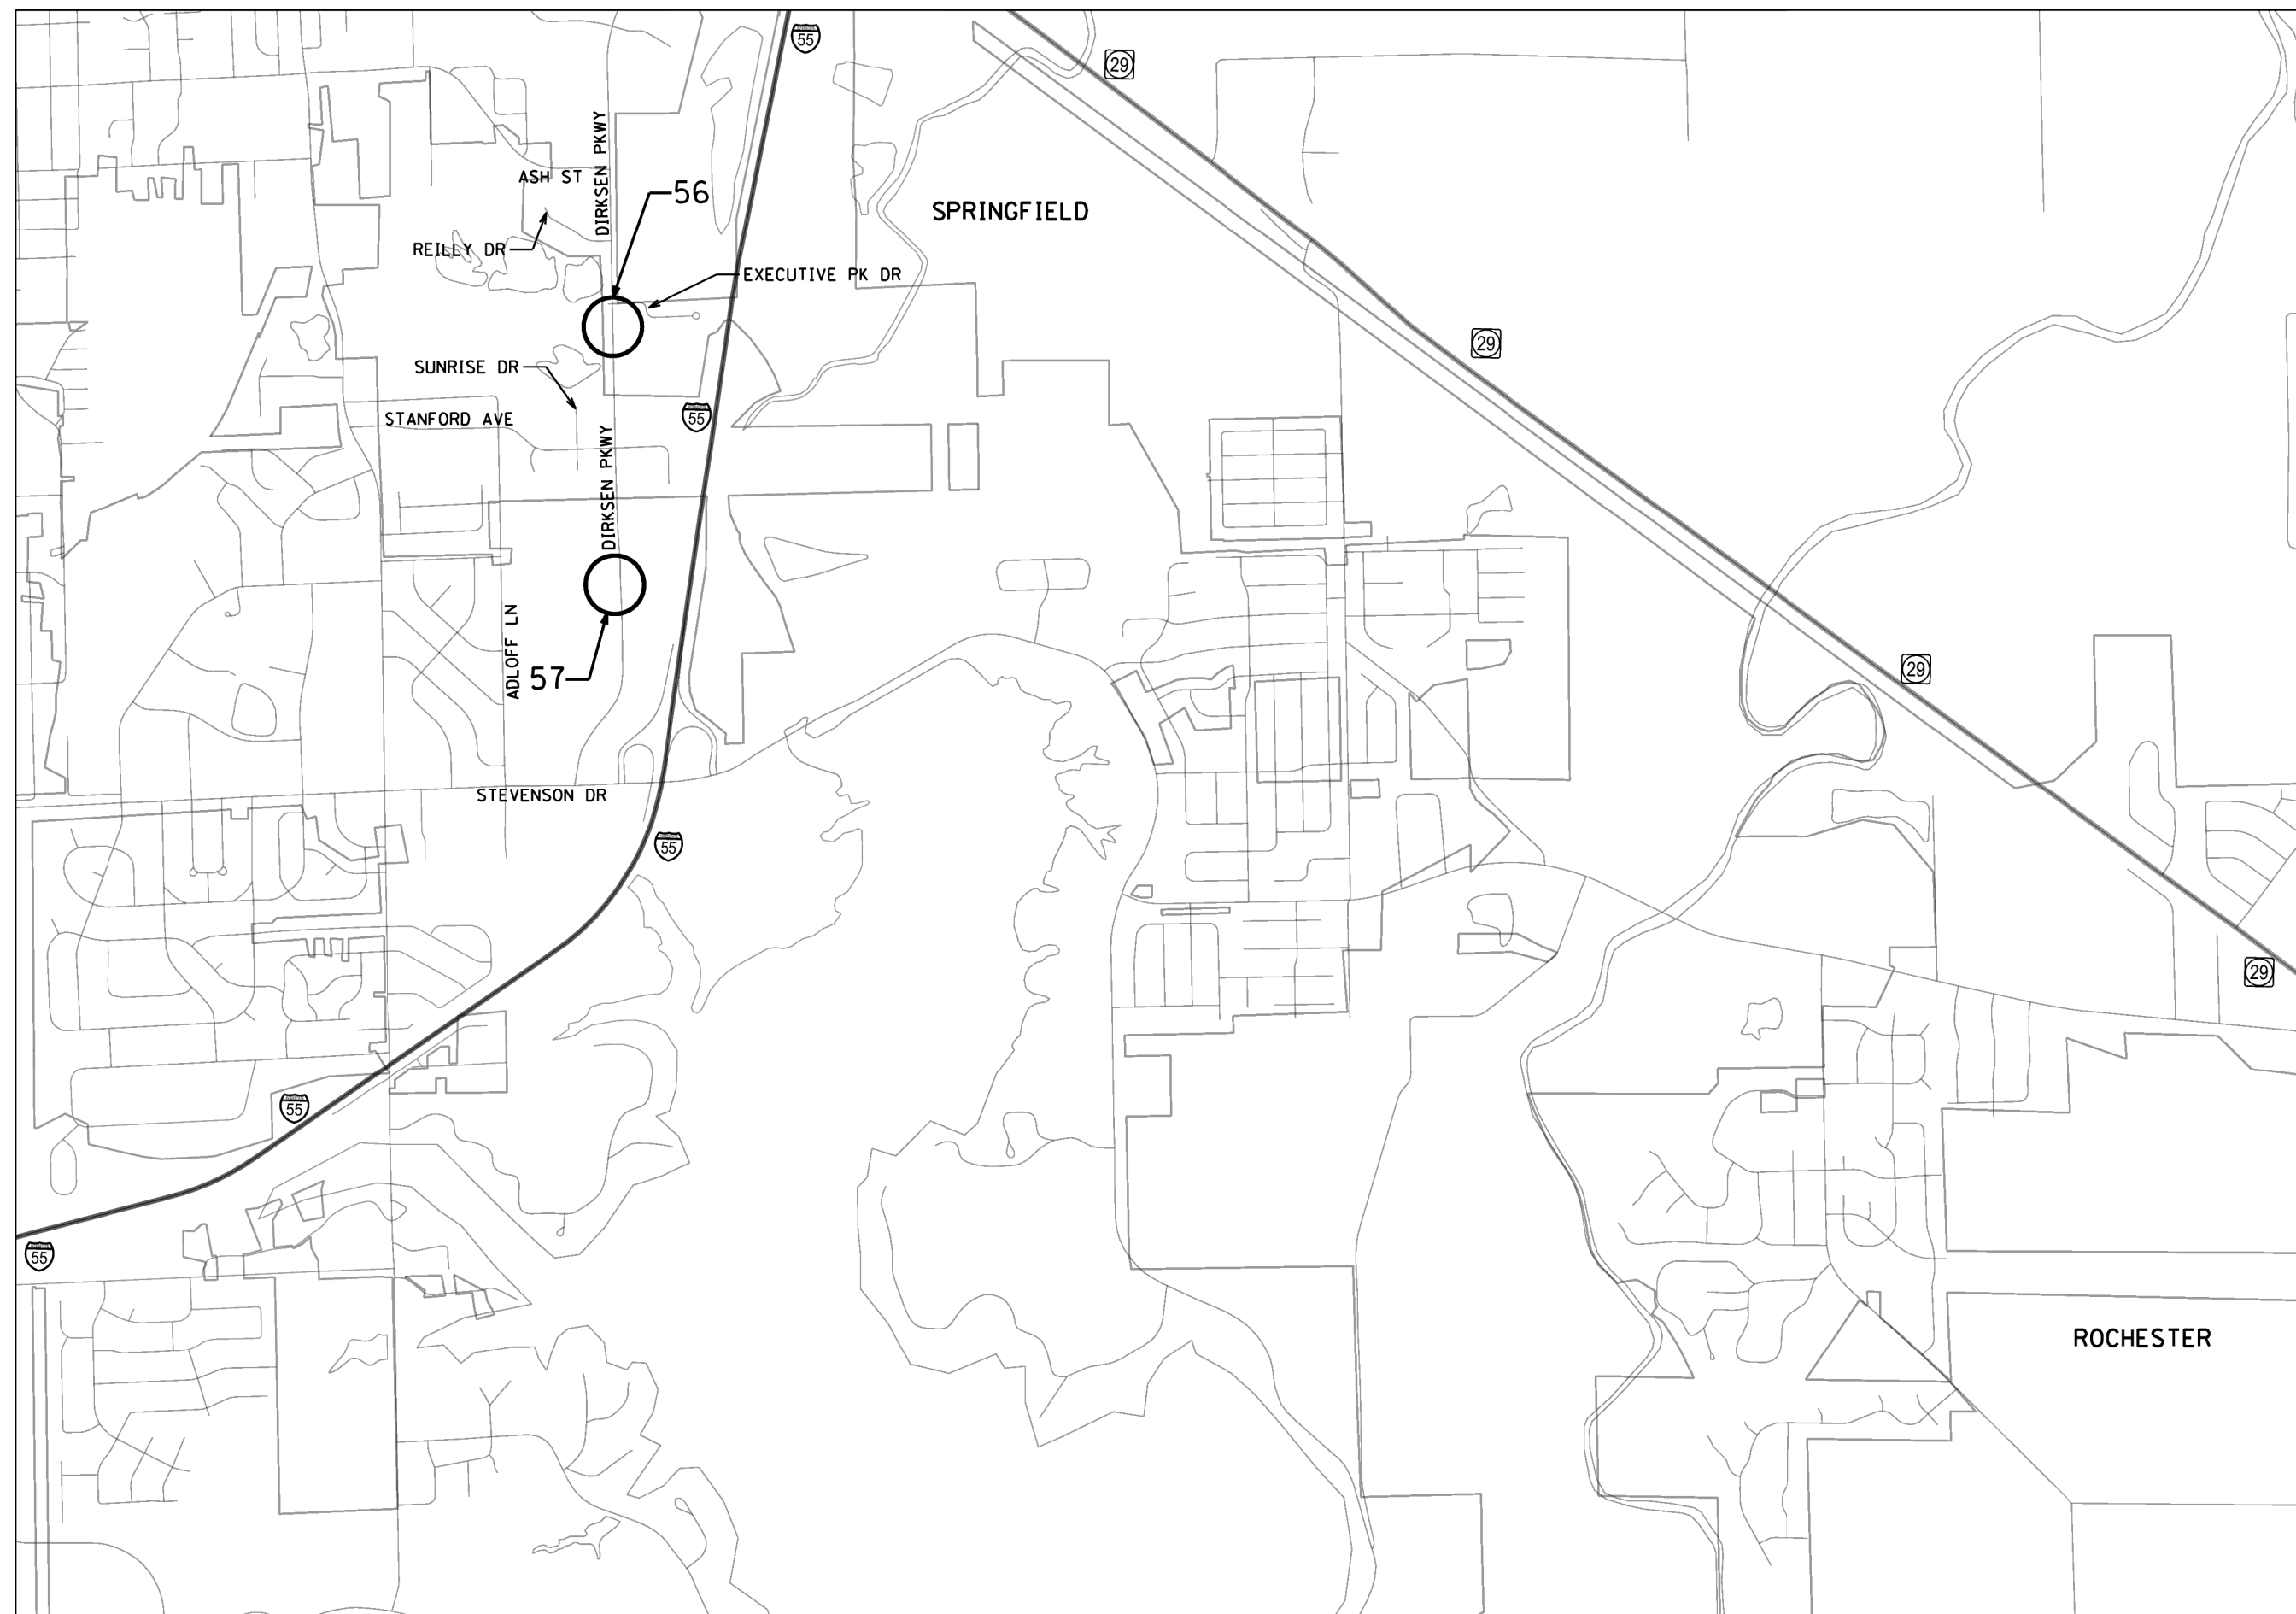 55
29
DIRKSEN PKWY
ASH ST
56
SPRINGFIELD
REILLY DR
EXECUTIVE PK DR
29
SUNRISE DR
55
STANFORD AVE
DIRKSEN PKWY
ADLOFF LN
57
29
STEVENSON DR
55
29
55
55
ROCHESTER